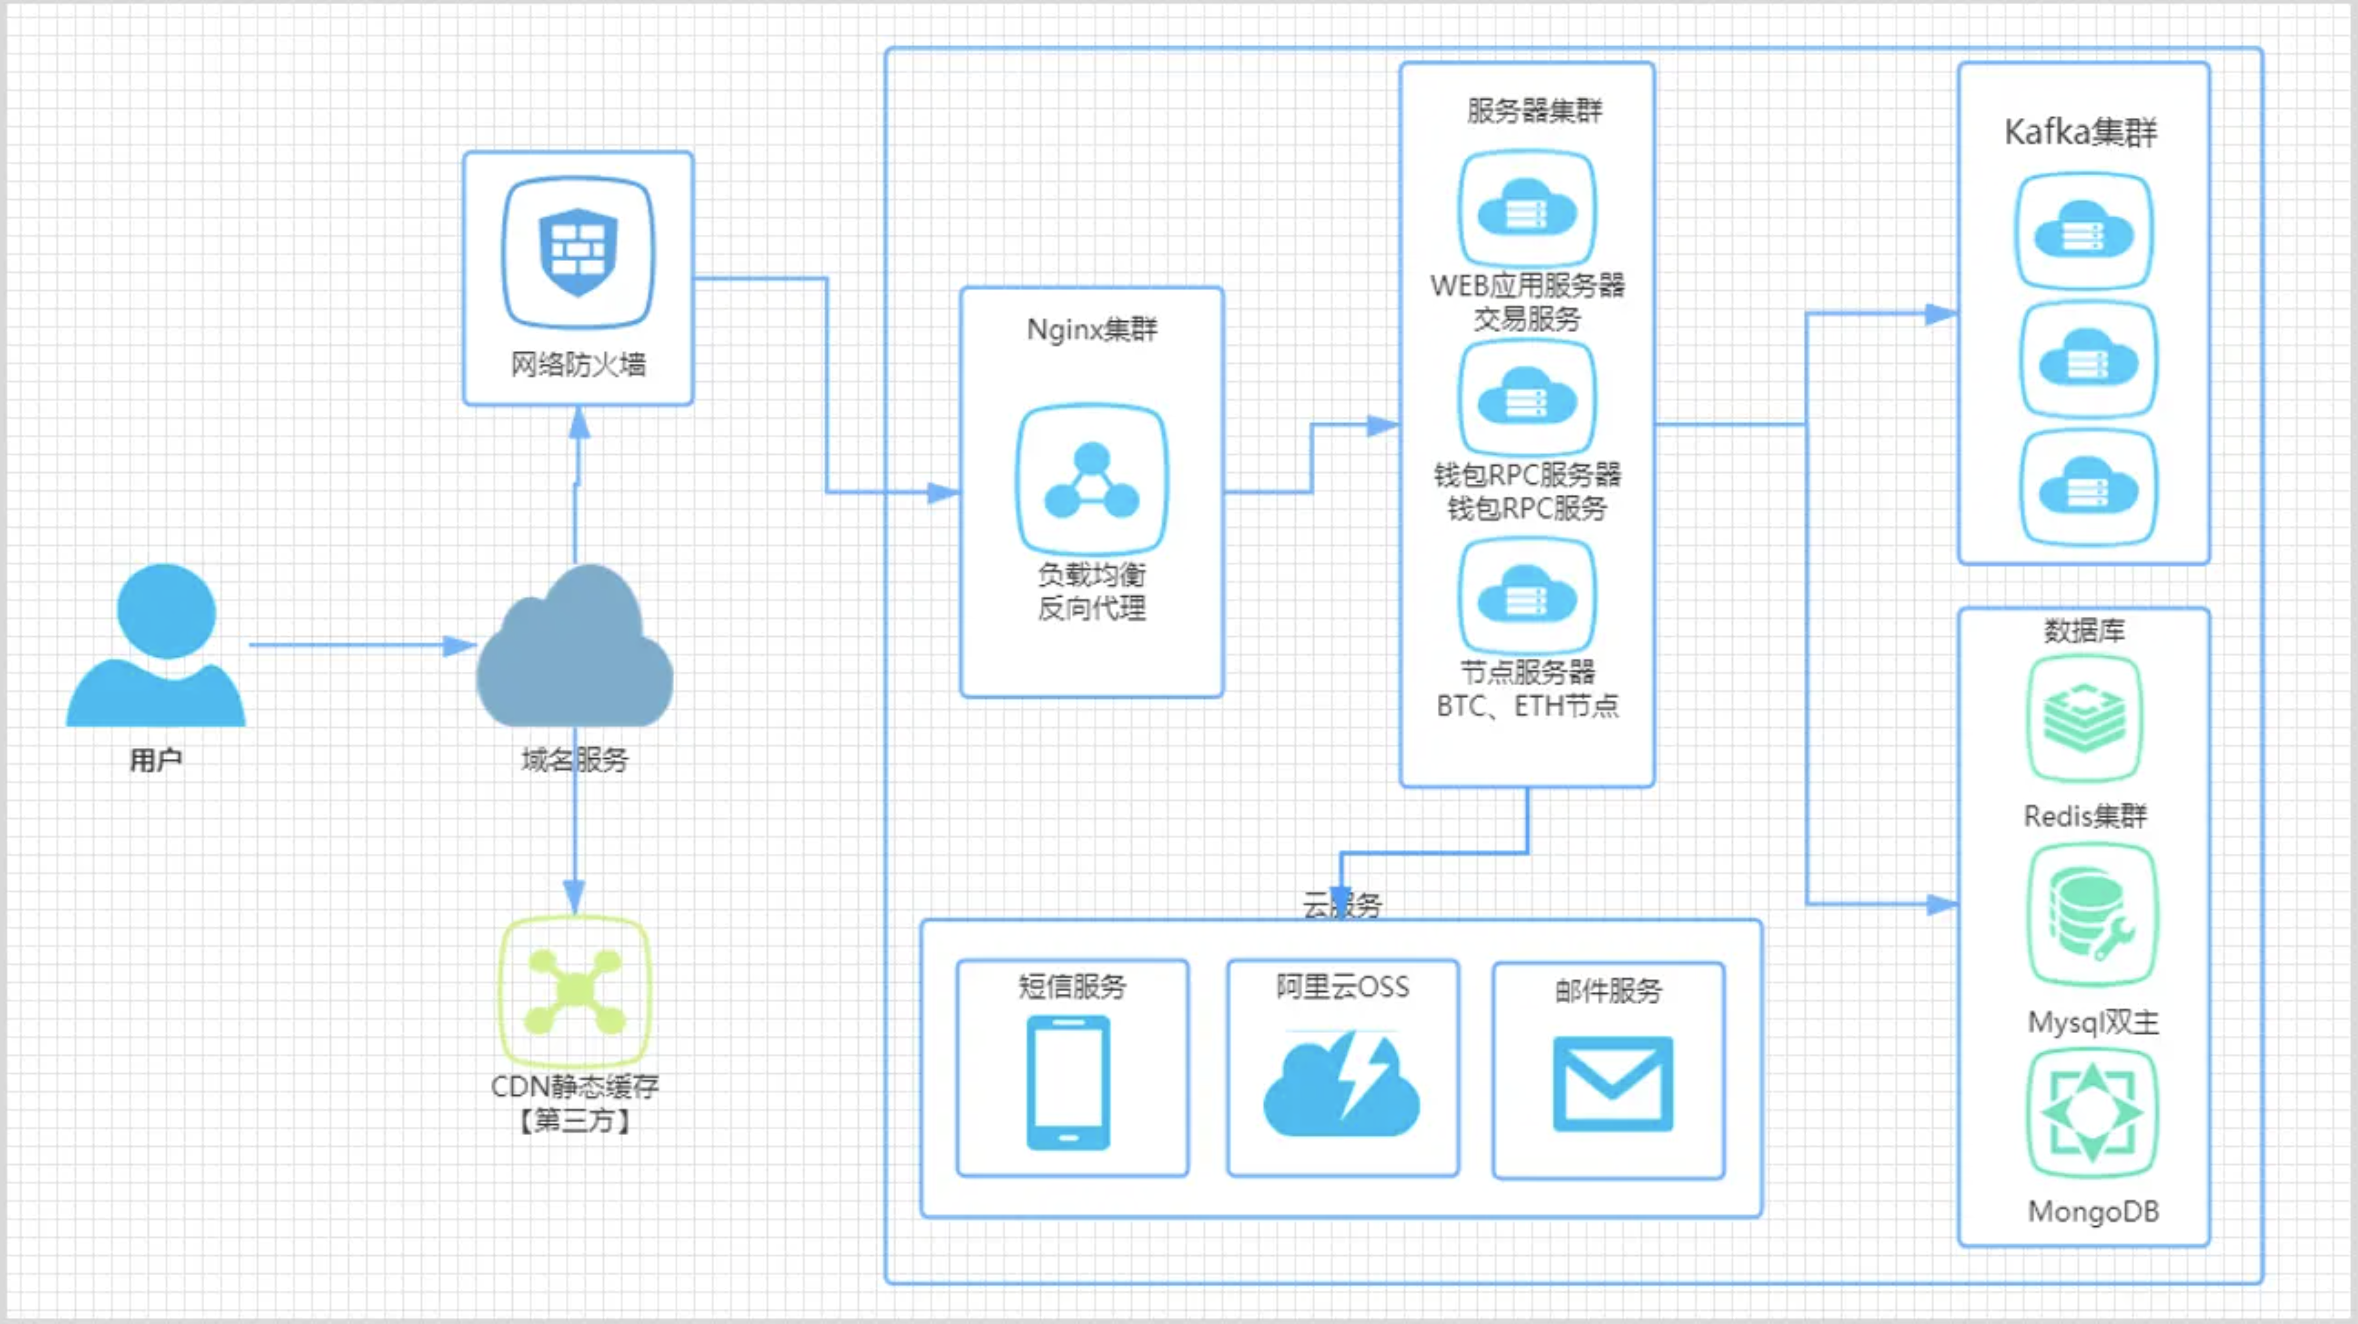 用户
网络防火墙
域名服务
CDN静态缓存
【第三方】
Nginx集群
负载均衡
反向代理
服务器集群
WEB应用服务器
交易服务
钱包RPC服务器
钱包RPC服务
节点服务器
BTC、ETH节点
云服务
短信服务
阿里云OSS
邮件服务
Kafka集群
数据库
Redis集群
Mysql双主
MongoDB